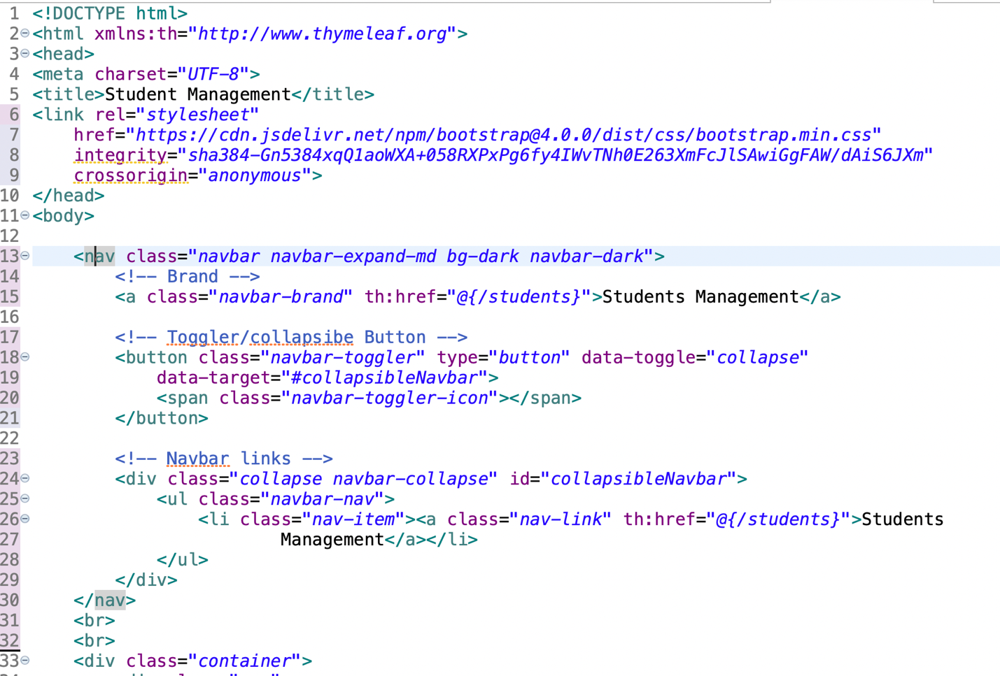 1 <!DOCTYPE html>
2 <html xmlns:th="http://www.thymeleaf.org">
3 <head>
4 <meta charset="UTF-8">
5 <title>Student Management</title>
6 <link rel="stylesheet"
7 href="https://cdn.jsdelivr.net/npm/bootstrap@4.0.0/dist/css/bootstrap.min.css"
8 integrity="sha384-Gn5384xqQ1aoWXA+058RXPxPg6fy4IWvTNh0E263XmFcJlSAwiGgFAW/dAiS6JXm"
9 crossorigin="anonymous">
10 </head>
11 <body>
12
13 <nav class="navbar navbar-expand-md bg-dark navbar-dark">
14 <!-- Brand -->
15 <a class="navbar-brand" th:href="@{/students}">Students Management</a>
16
17 <!-- Toggler/collapsibe Button -->
18 <button class="navbar-toggler" type="button" data-toggle="collapse"
19 data-target="#collapsibleNavbar">
20 <span class="navbar-toggler-icon"></span>
21 </button>
22
23 <!-- Navbar links -->
24 <div class="collapse navbar-collapse" id="collapsibleNavbar">
25 <ul class="navbar-nav">
26 <li class="nav-item"><a class="nav-link" th:href="@{/students}">Students
27 Management</a></li>
28 </ul>
29 </div>
30 </nav>
31 <br>
32 <br>
33 <div class="container">